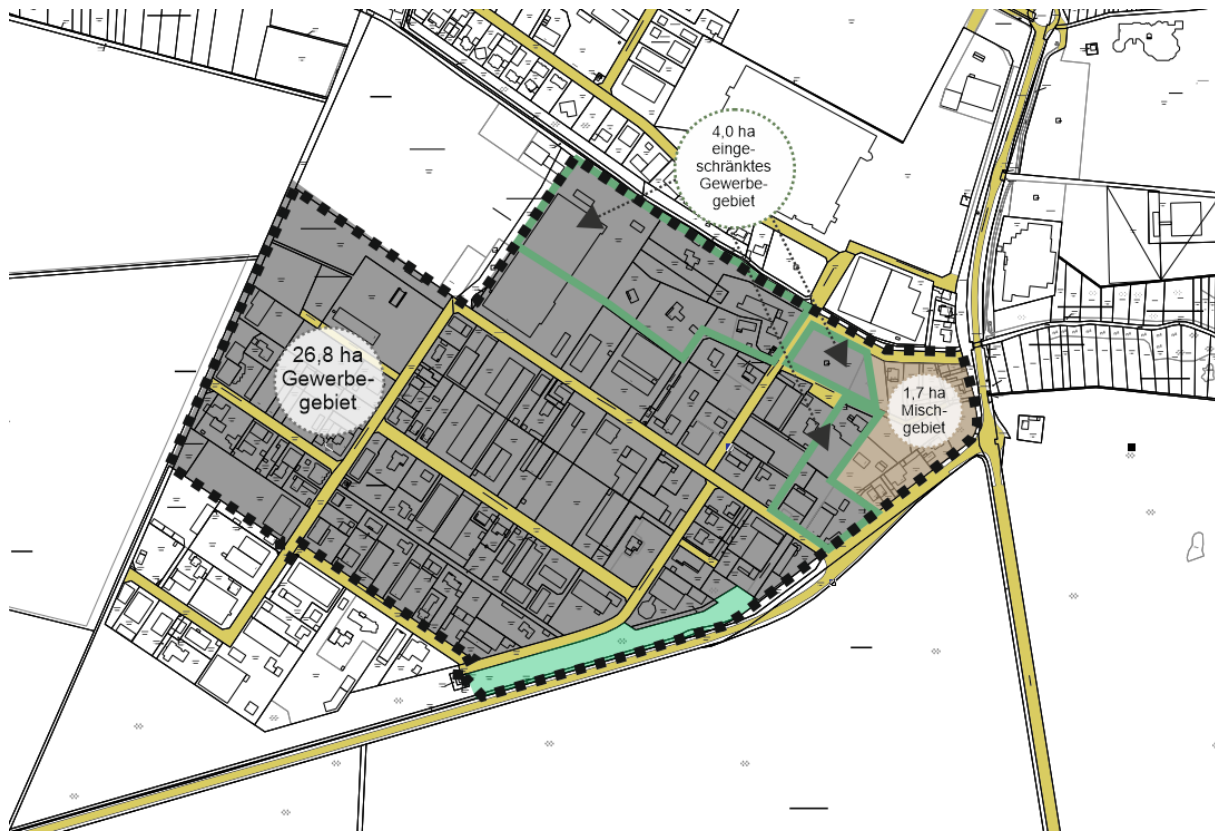 4,0 ha
einge-
schränktes
Gewerbe-
gebiet
26,8 ha
Gewerbe-
gebiet
1,7 ha
Misch-
gebiet